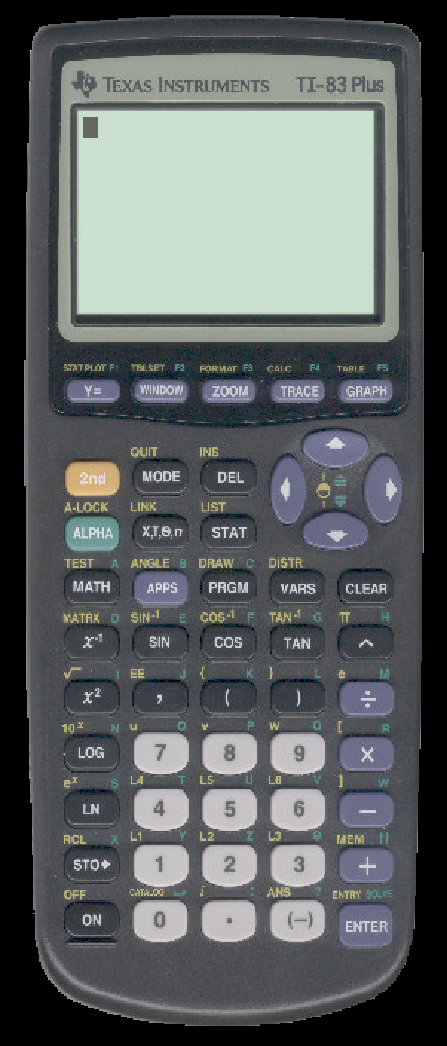 TEXAS INSTRUMENTS TI-83 Plus
STAT PLOT F1 TBLSET F2 FORMAT F3 CALC F4 TABLE F5
Y= WINDOW ZOOM TRACE GRAPH
QUIT INS
2nd MODE DEL
A-LOCK LINK LIST
ALPHA X,T,Θ,n STAT
TEST A ANGLE B DRAW C DISTR
MATH APPS PRGM VARS CLEAR
MATRX D SIN-1 E COS-1 F TAN-1 G π H
x-1 SIN COS TAN ^
√ I EE J { K } L e M
x2 , ( ) ÷
10x N u O v P w Q [ R
LOG 7 8 9 ×
ex S L4 T L5 U L6 V ] W
LN 4 5 6 −
RCL X L1 Y L2 Z L3 θ MEM "
STO→ 1 2 3 +
OFF CATALOG i : ANS ? ENTRY SOLVE
ON 0 . (−) ENTER